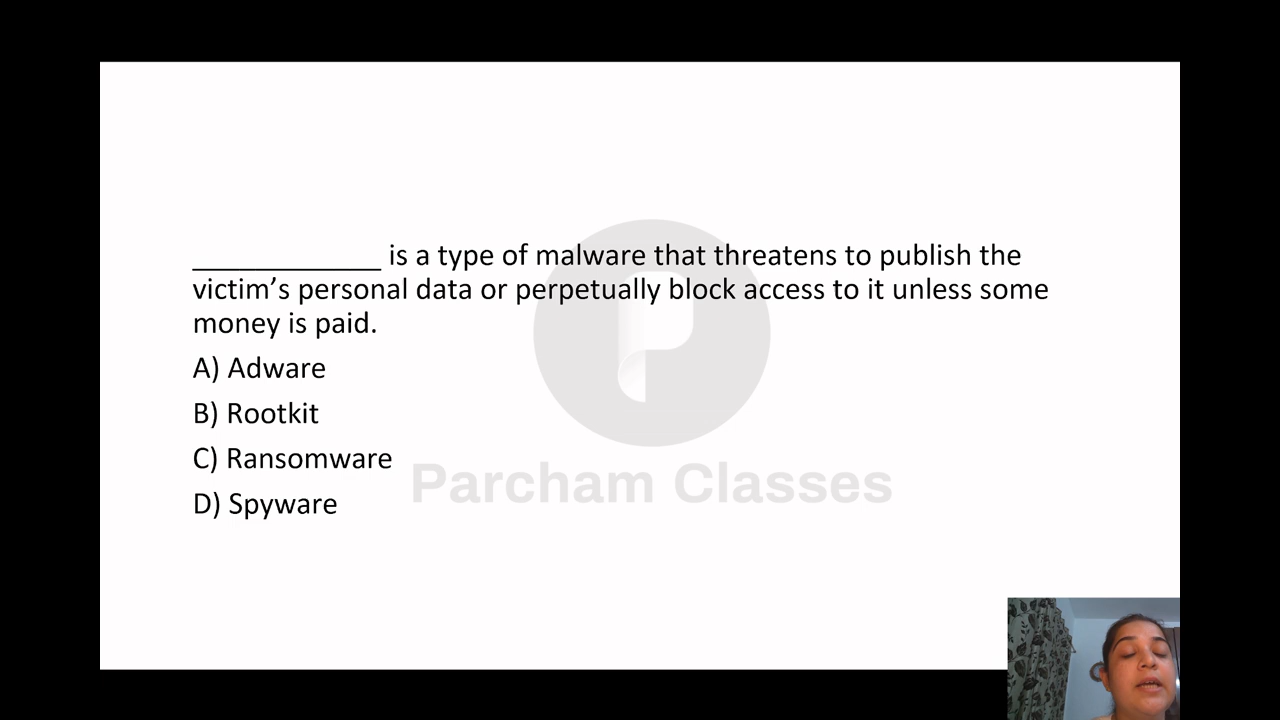 ____________ is a type of malware that threatens to publish the
victim’s personal data or perpetually block access to it unless some
money is paid.
A) Adware
B) Rootkit
C) Ransomware
D) Spyware
Parcham Classes